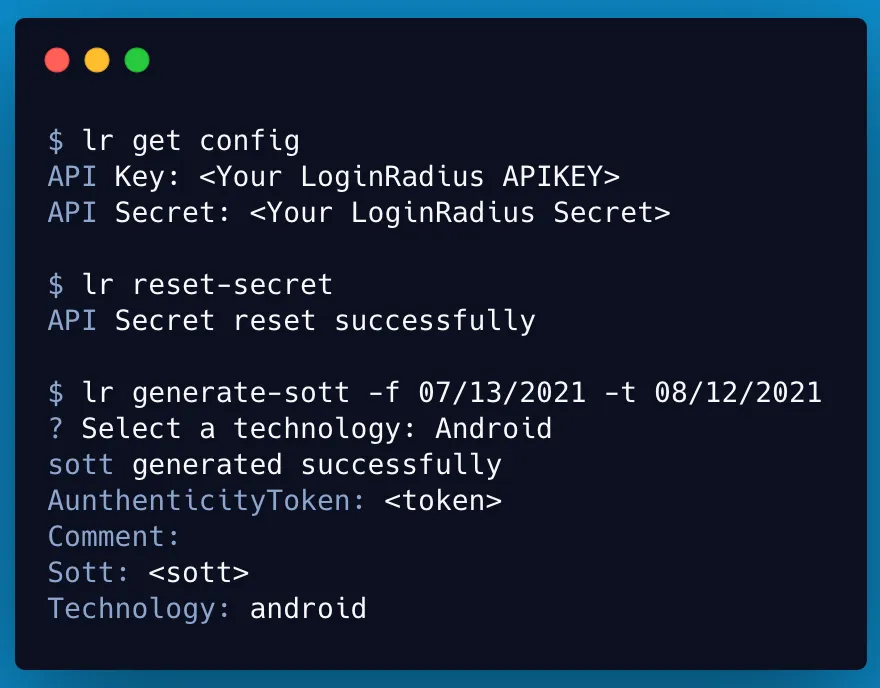 $ lr get config
API Key: <Your LoginRadius APIKEY>
API Secret: <Your LoginRadius Secret>
$ lr reset-secret
API Secret reset successfully
$ lr generate-sott -f 07/13/2021 -t 08/12/2021
? Select a technology: Android
sott generated successfully
AunthenticityToken: <token>
Comment:
Sott: <sott>
Technology: android